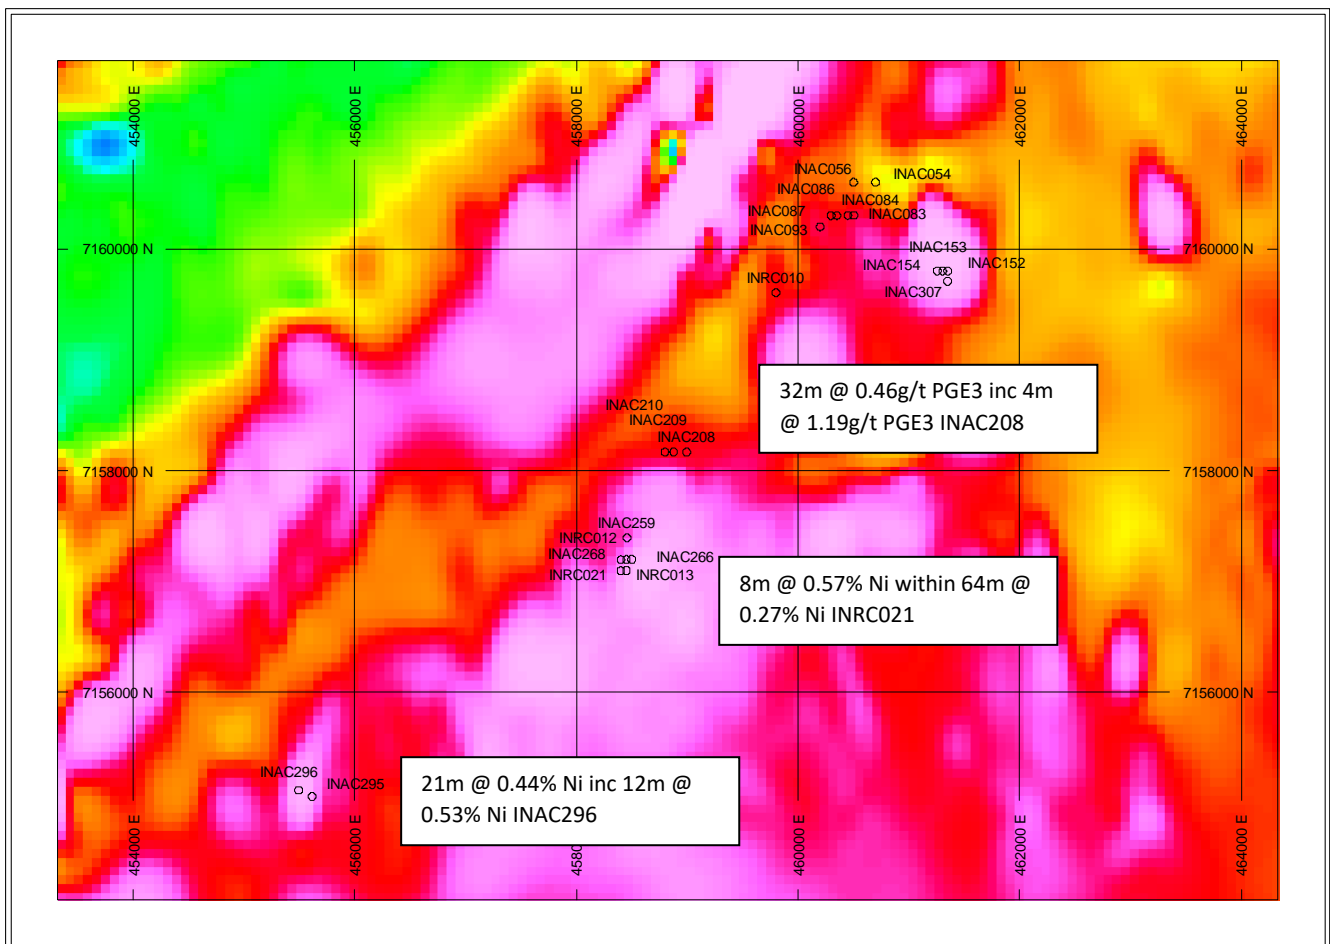 454000 E
456000 E
458000 E
460000 E
462000 E
464000 E
INAC056
INAC054
INAC086
INAC084
INAC087
INAC083
INAC093
7160000 N
7160000 N
INAC153
INAC154
INAC152
INRC010
INAC307
32m @ 0.46g/t PGE3 inc 4m
@ 1.19g/t PGE3 INAC208
INAC210
INAC209
INAC208
7158000 N
7158000 N
INAC259
INRC012
INAC268
INAC266
INRC021
INRC013
8m @ 0.57% Ni within 64m @
0.27% Ni INRC021
7156000 N
7156000 N
INAC296
INAC295
21m @ 0.44% Ni inc 12m @
0.53% Ni INAC296
454000 E
456000 E
460000 E
462000 E
464000 E